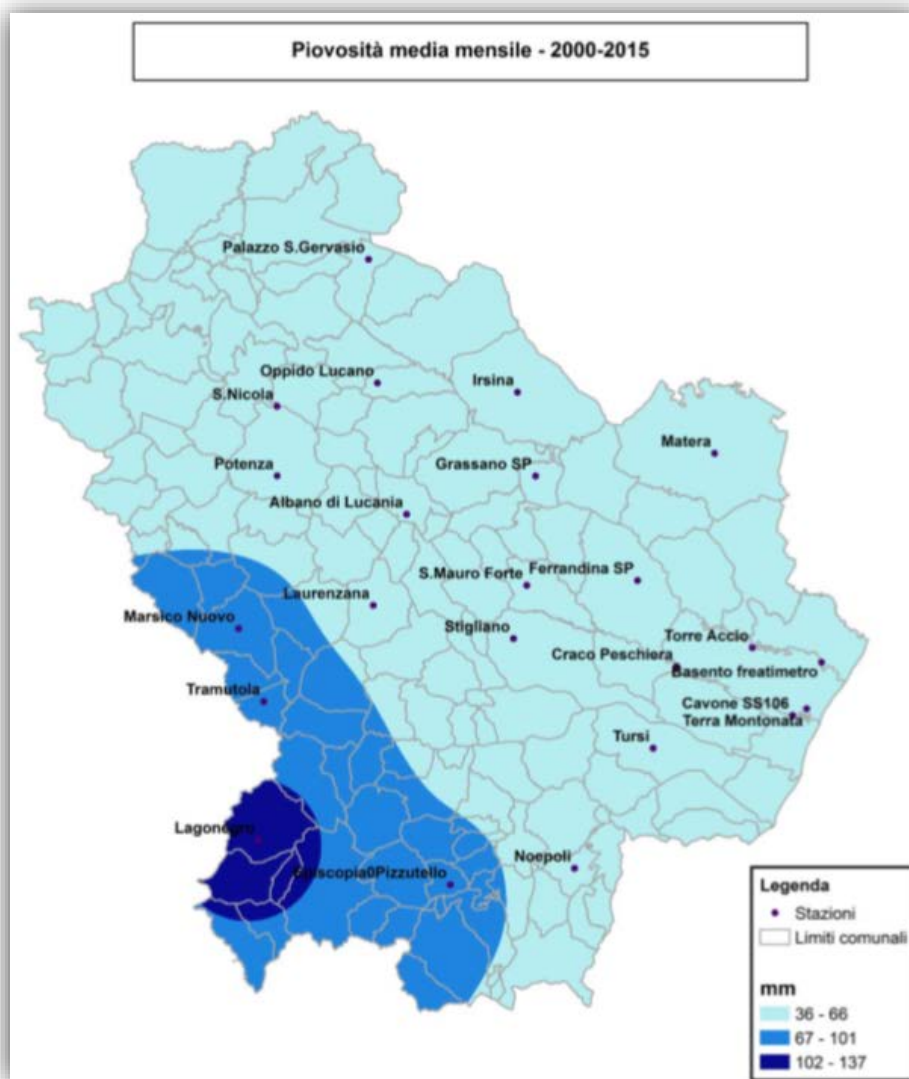 Piovosità media mensile - 2000-2015
Palazzo S.Gervasio
Oppido Lucano
Irsina
S.Nicola
Matera
Potenza
Grassano SP
Albano di Lucania
S.Mauro Forte
Ferrandina SP
Laurenzana
Marsico Nuovo
Stigliano
Torre Accio
Craco Peschiera
Basento freatimetro
Tramutola
Cavone SS106
Terra Montonata
Tursi
Lagonegro
Noepoli
Episcopia0Pizzutello
Legenda
Stazioni
Limiti comunali
mm
36 - 66
67 - 101
102 - 137